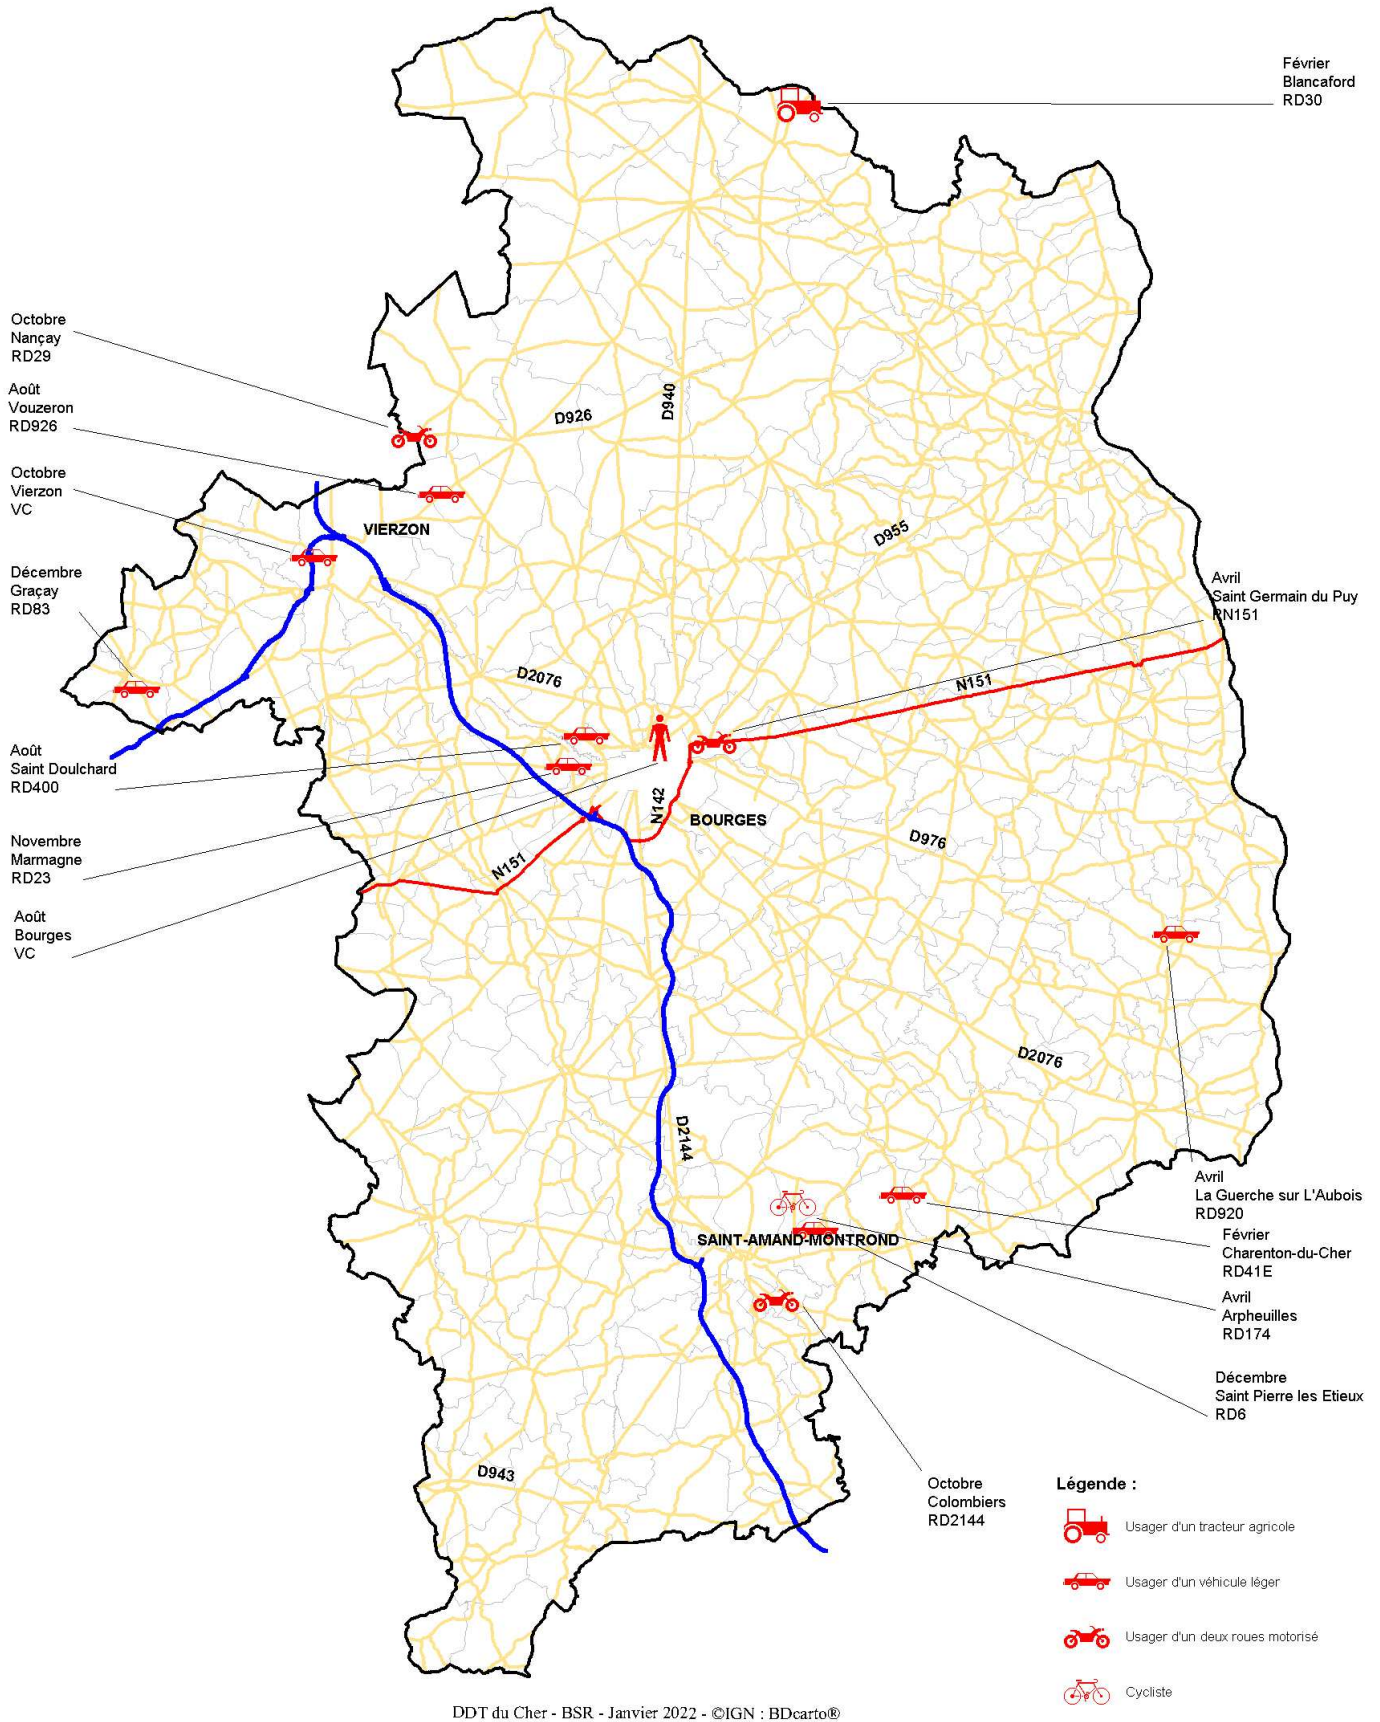 Février
Blancaford
RD30
Octobre
Nançay
RD29
Août
Vouzeron
RD926
Octobre
Vierzon
VC
Décembre
Graçay
RD83
Août
Saint Doulchard
RD400
Novembre
Marmagne
RD23
Août
Bourges
VC
D926
D940
VIERZON
D955
Avril
Saint Germain du Puy
RN151
D2076
N151
N142
BOURGES
N151
D976
D2076
D2144
SAINT-AMAND-MONTROND
Avril
La Guerche sur L'Aubois
RD920
Février
Charenton-du-Cher
RD41E
Avril
Arpheuilles
RD174
Décembre
Saint Pierre les Etieux
RD6
D943
Octobre
Colombiers
RD2144
Légende :
Usager d'un tracteur agricole
Usager d'un véhicule léger
Usager d'un deux roues motorisé
Cycliste
DDT du Cher - BSR - Janvier 2022 - ©IGN : BDcarto®